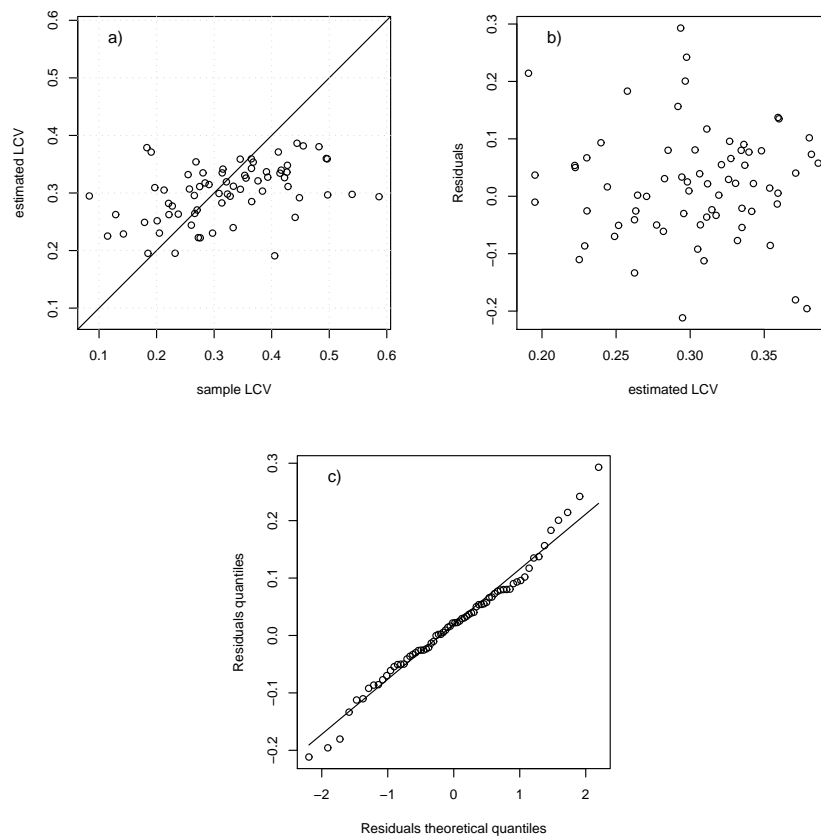 a)
estimated LCV
0.6
0.5
0.4
0.3
0.2
0.1
0.1 0.2 0.3 0.4 0.5 0.6
sample LCV
b)
Residuals
0.3
0.2
0.1
0.0
−0.1
−0.2
0.20 0.25 0.30 0.35
estimated LCV
c)
Residuals quantiles
0.3
0.2
0.1
0.0
−0.1
−0.2
−2 −1 0 1 2
Residuals theoretical quantiles